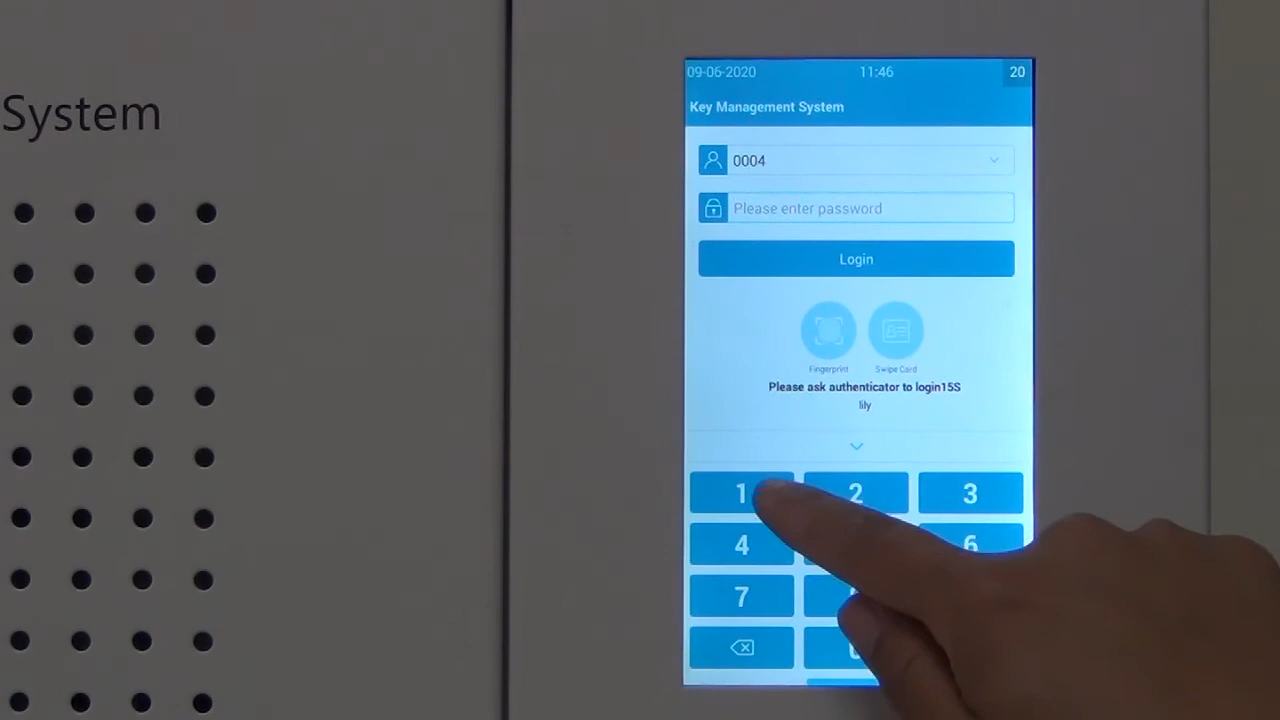 System
09-06-2020 11:46 20
Key Management System
0004
Please enter password
Login
Fingerprint Swipe Card
Please ask authenticator to login15S
lily
1 2 3
4 6
7